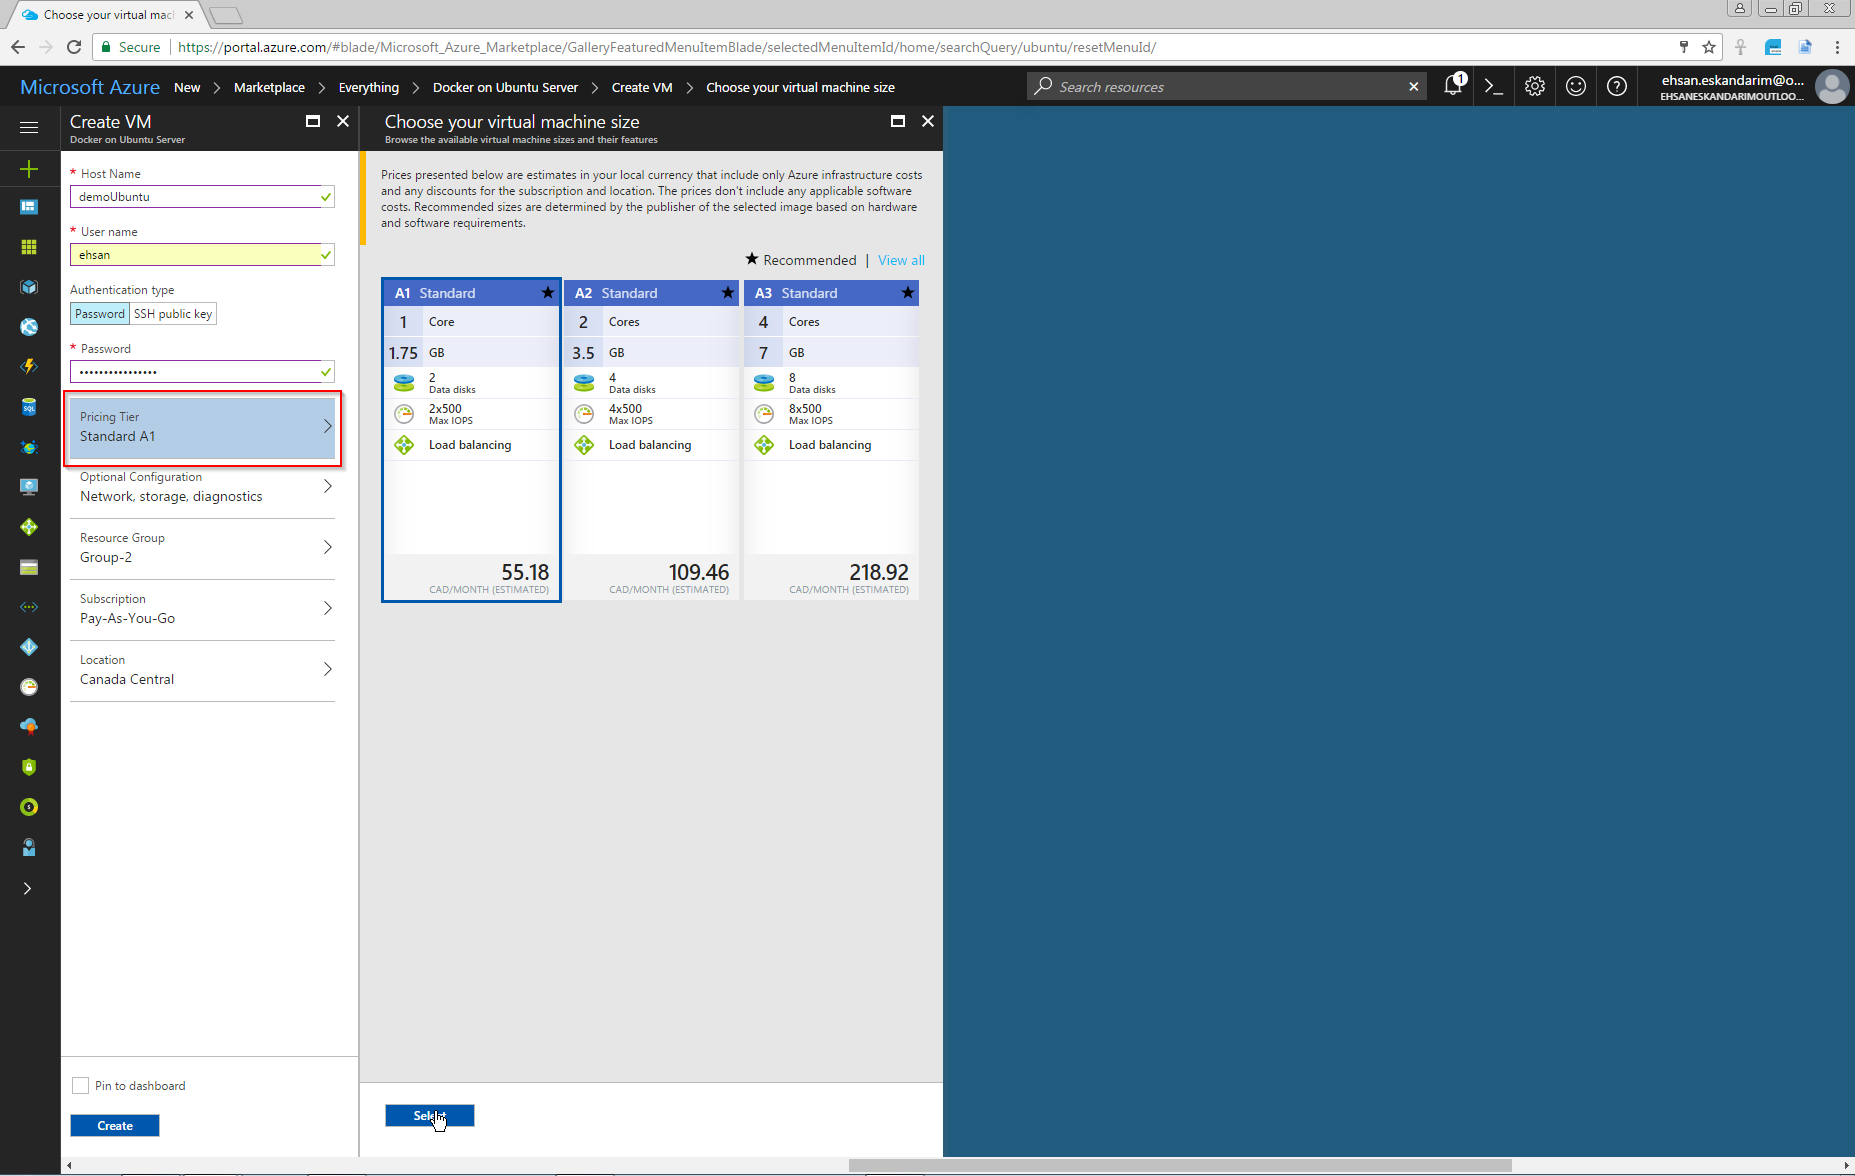 Choose your virtual mac
Secure
https://portal.azure.com/#blade/Microsoft_Azure_Marketplace/GalleryFeaturedMenuItemBlade/selectedMenuItemId/home/searchQuery/ubuntu/resetMenuId/
Microsoft Azure New > Marketplace > Everything > Docker on Ubuntu Server > Create VM > Choose your virtual machine size
Search resources
1
ehsan.eskandarim@o...
EHSANESKANDARIMOUTLOO...
Create VM
Docker on Ubuntu Server
* Host Name
demoUbuntu
* User name
ehsan
Authentication type
Password SSH public key
* Password
••••••••••••••••
Pricing Tier
Standard A1
Optional Configuration
Network, storage, diagnostics
Resource Group
Group-2
Subscription
Pay-As-You-Go
Location
Canada Central
Pin to dashboard
Create
Choose your virtual machine size
Browse the available virtual machine sizes and their features
Prices presented below are estimates in your local currency that include only Azure infrastructure costs
and any discounts for the subscription and location. The prices don't include any applicable software
costs. Recommended sizes are determined by the publisher of the selected image based on hardware
and software requirements.
★ Recommended | View all
A1 Standard
1 Core
1.75 GB
2
Data disks
2x500
Max IOPS
Load balancing
55.18
CAD/MONTH (ESTIMATED)
A2 Standard
2 Cores
3.5 GB
4
Data disks
4x500
Max IOPS
Load balancing
109.46
CAD/MONTH (ESTIMATED)
A3 Standard
4 Cores
7 GB
8
Data disks
8x500
Max IOPS
Load balancing
218.92
CAD/MONTH (ESTIMATED)
Select